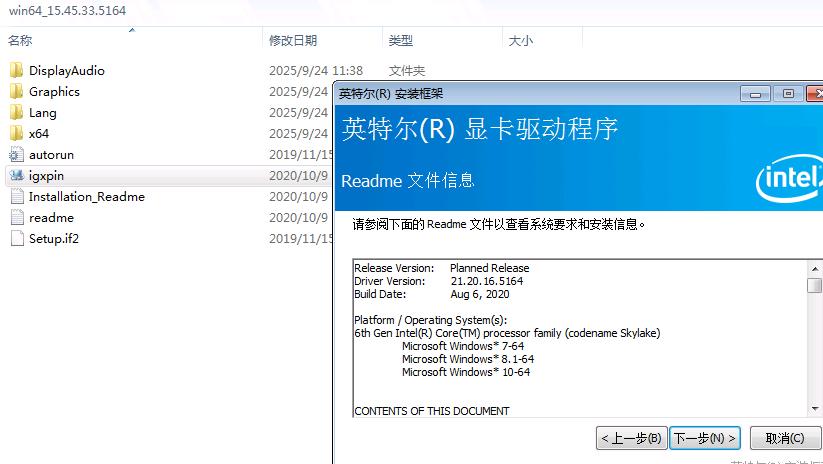 win64_15.45.33.5164
名称 修改日期 类型 大小
DisplayAudio 2025/9/24 11:38 文件夹
Graphics 2025/9/24
Lang 2025/9/24
x64 2025/9/24
autorun 2019/11/15
igxpin 2020/10/9
Installation_Readme 2020/10/9
readme 2020/10/9
Setup.if2 2019/11/15
英特尔(R) 安装框架
英特尔(R) 显卡驱动程序
Readme 文件信息
intel
请参阅下面的 Readme 文件以查看系统要求和安装信息。
Release Version: Planned Release
Driver Version: 21.20.16.5164
Build Date: Aug 6, 2020
Platform / Operating System(s):
6th Gen Intel(R) Core(TM) processor family (codename Skylake)
Microsoft Windows* 7-64
Microsoft Windows* 8.1-64
Microsoft Windows* 10-64
CONTENTS OF THIS DOCUMENT
< 上一步(B) 下一步(N) > 取消(C)